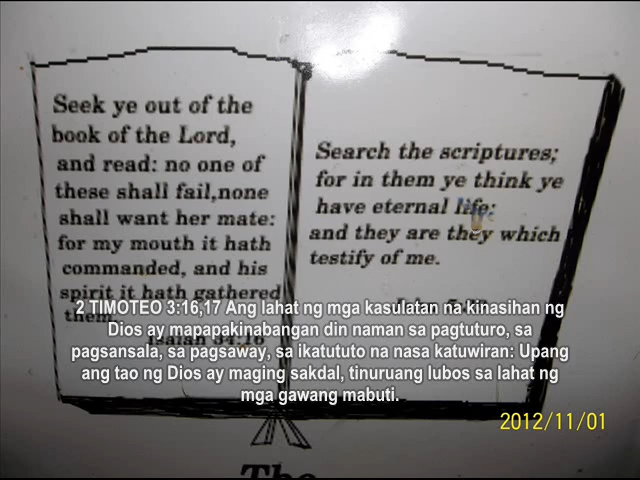 Seek ye out of the
book of the Lord,
and read: no one of
these shall fail,none
shall want her mate:
for my mouth it hath
commanded, and his
spirit it hath gathered
them.
Isaiah 34:16
Search the scriptures;
for in them ye think ye
have eternal life:
and they are they which
testify of me.
2 TIMOTEO 3:16,17 Ang lahat ng mga kasulatan na kinasihan ng
Dios ay mapapakinabangan din naman sa pagtuturo, sa
pagsansala, sa pagsaway, sa ikatututo na nasa katuwiran: Upang
ang tao ng Dios ay maging sakdal, tinuruang lubos sa lahat ng
mga gawang mabuti.
2012/11/01
The